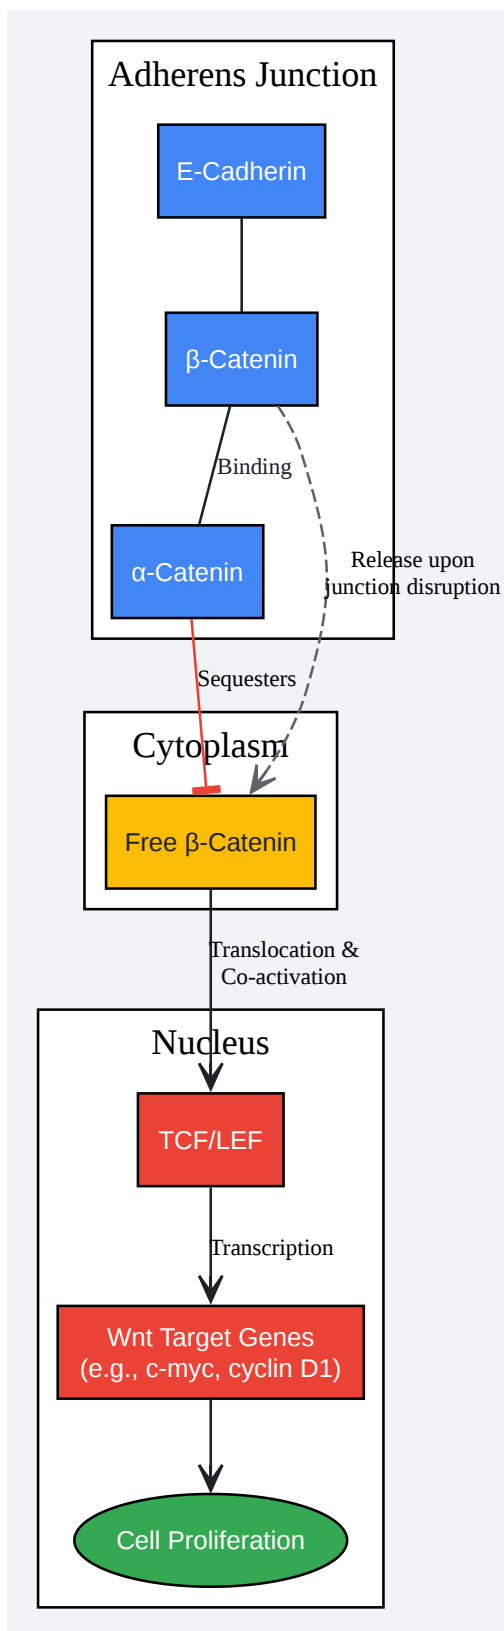 Adherens Junction
E-Cadherin
β-Catenin
Binding
α-Catenin
Release upon
junction disruption
Sequesters
Cytoplasm
Free β-Catenin
Translocation &
Co-activation
Nucleus
TCF/LEF
Transcription
Wnt Target Genes
(e.g., c-myc, cyclin D1)
Cell Proliferation